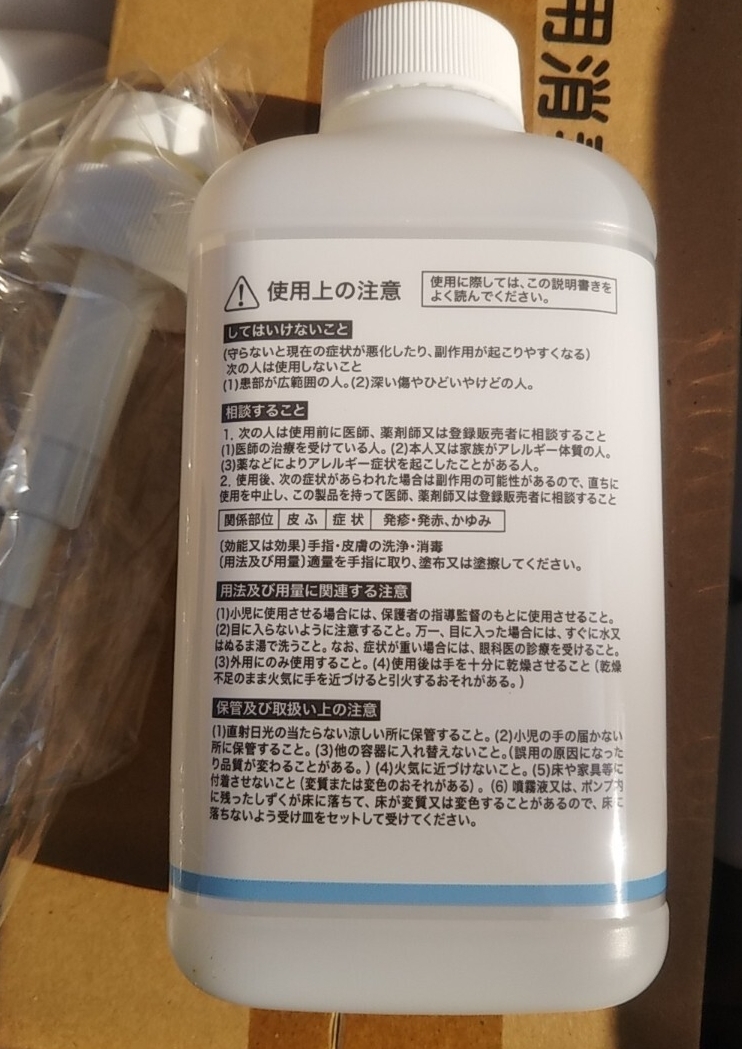 用消
⚠ 使用上の注意
使用に際しては、この説明書きを
よく読んでください。
してはいけないこと
(守らないと現在の症状が悪化したり、副作用が起こりやすくなる)
次の人は使用しないこと
(1)患部が広範囲の人。(2)深い傷やひどいやけどの人。
相談すること
1. 次の人は使用前に医師、薬剤師又は登録販売者に相談すること
(1)医師の治療を受けている人。(2)本人又は家族がアレルギー体質の人。
(3)薬などによりアレルギー症状を起こしたことがある人。
2. 使用後、次の症状があらわれた場合は副作用の可能性があるので、直ちに
使用を中止し、この製品を持って医師、薬剤師又は登録販売者に相談すること
関係部位 皮ふ 症状 発疹・発赤、かゆみ
〔効能又は効果〕手指・皮膚の洗浄・消毒
〔用法及び用量〕適量を手指に取り、塗布又は塗擦してください。
用法及び用量に関連する注意
(1)小児に使用させる場合には、保護者の指導監督のもとに使用させること。
(2)目に入らないように注意すること。万一、目に入った場合には、すぐに水又
はぬるま湯で洗うこと。なお、症状が重い場合には、眼科医の診療を受けること。
(3)外用にのみ使用すること。(4)使用後は手を十分に乾燥させること(乾燥
不足のまま火気に手を近づけると引火するおそれがある。)
保管及び取扱い上の注意
(1)直射日光の当たらない涼しい所に保管すること。(2)小児の手の届かない
所に保管すること。(3)他の容器に入れ替えないこと。(誤用の原因になった
り品質が変わることがある。)(4)火気に近づけないこと。(5)床や家具等に
付着させないこと(変質または変色のおそれがある)。(6)噴霧液又は、ポンプ内
に残ったしずくが床に落ちて、床が変質又は変色することがあるので、床に
落ちないよう受け皿をセットして受けてください。